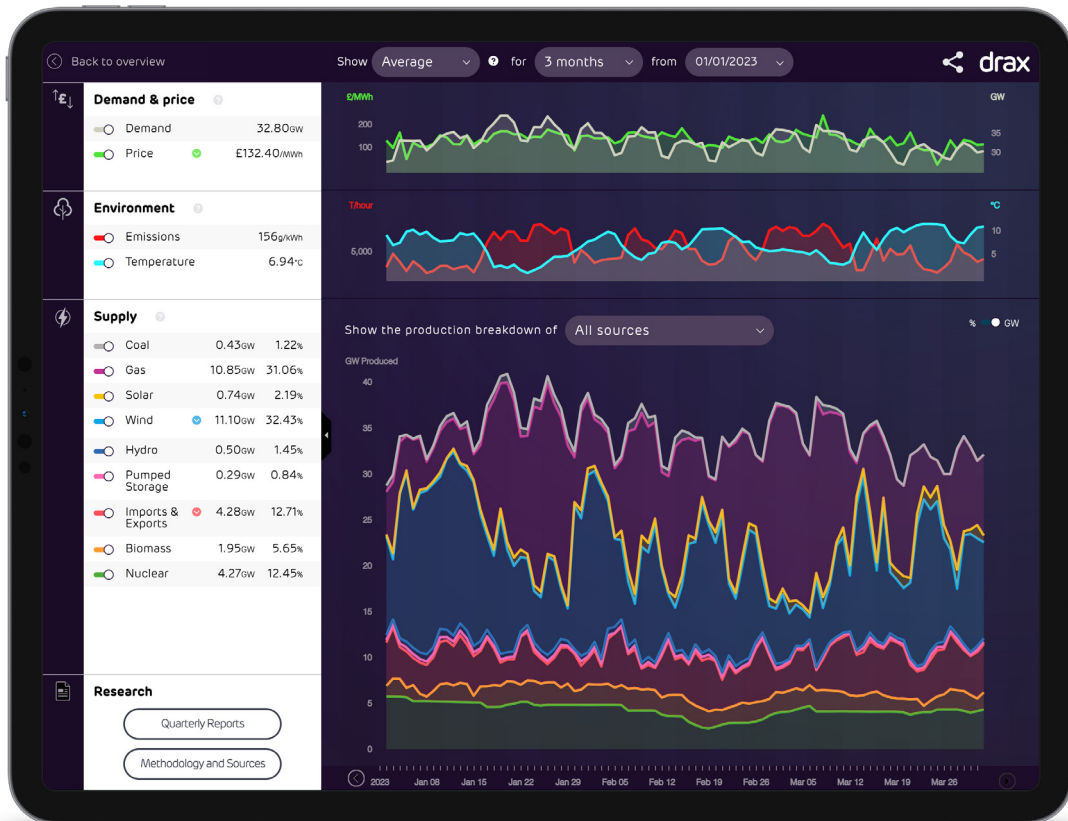 Back to overview
Show Average ? for 3 months from 01/01/2023
drax
↑£↓
Demand & price ?
Demand 32.80GW
Price £132.40/MWh
Environment ?
Emissions 156g/kWh
Temperature 6.94°C
Supply ?
Coal 0.43GW 1.22%
Gas 10.85GW 31.06%
Solar 0.74GW 2.19%
Wind 11.10GW 32.43%
Hydro 0.50GW 1.45%
Pumped
Storage 0.29GW 0.84%
Imports &
Exports 4.28GW 12.71%
Biomass 1.95GW 5.65%
Nuclear 4.27GW 12.45%
Research
Quarterly Reports
Methodology and Sources
£/MWh GW
200
100
35
30
T/hour °C
5,000
10
5
Show the production breakdown of All sources
% GW
GW Produced
40
35
30
25
20
15
10
5
0
2023 Jan 08 Jan 15 Jan 22 Jan 29 Feb 05 Feb 12 Feb 19 Feb 26 Mar 05 Mar 12 Mar 19 Mar 26